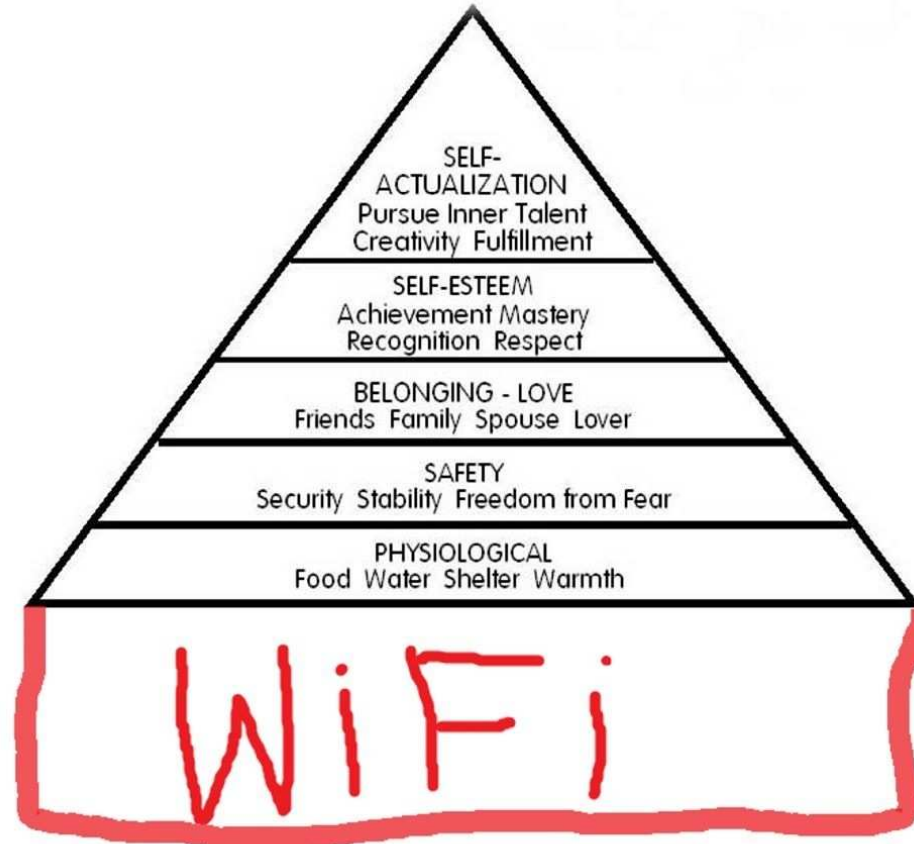 SELF-
ACTUALIZATION
Pursue Inner Talent
Creativity Fulfillment
SELF-ESTEEM
Achievement Mastery
Recognition Respect
BELONGING - LOVE
Friends Family Spouse Lover
SAFETY
Security Stability Freedom from Fear
PHYSIOLOGICAL
Food Water Shelter Warmth
WiFi